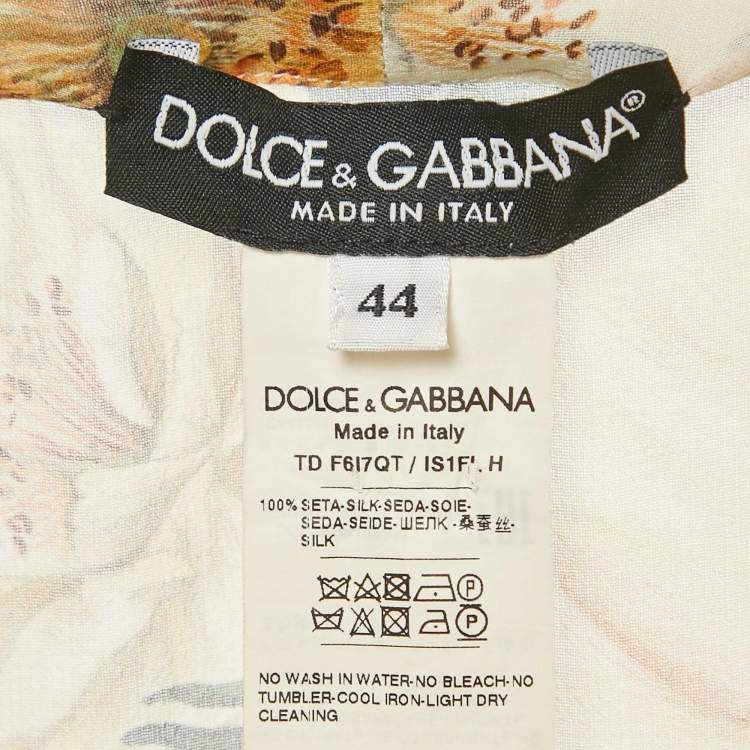 DOLCE & GABBANA®
MADE IN ITALY
44
DOLCE & GABBANA
Made in Italy
TD F6I7QT / H
100% SETA-SILK-SEDA-SOIE-
SEDA-SEIDE-ШЕЛК-桑蚕丝-
SILK
P
P
NO WASH IN WATER-NO BLEACH-NO
TUMBLER-COOL IRON-LIGHT DRY
CLEANING